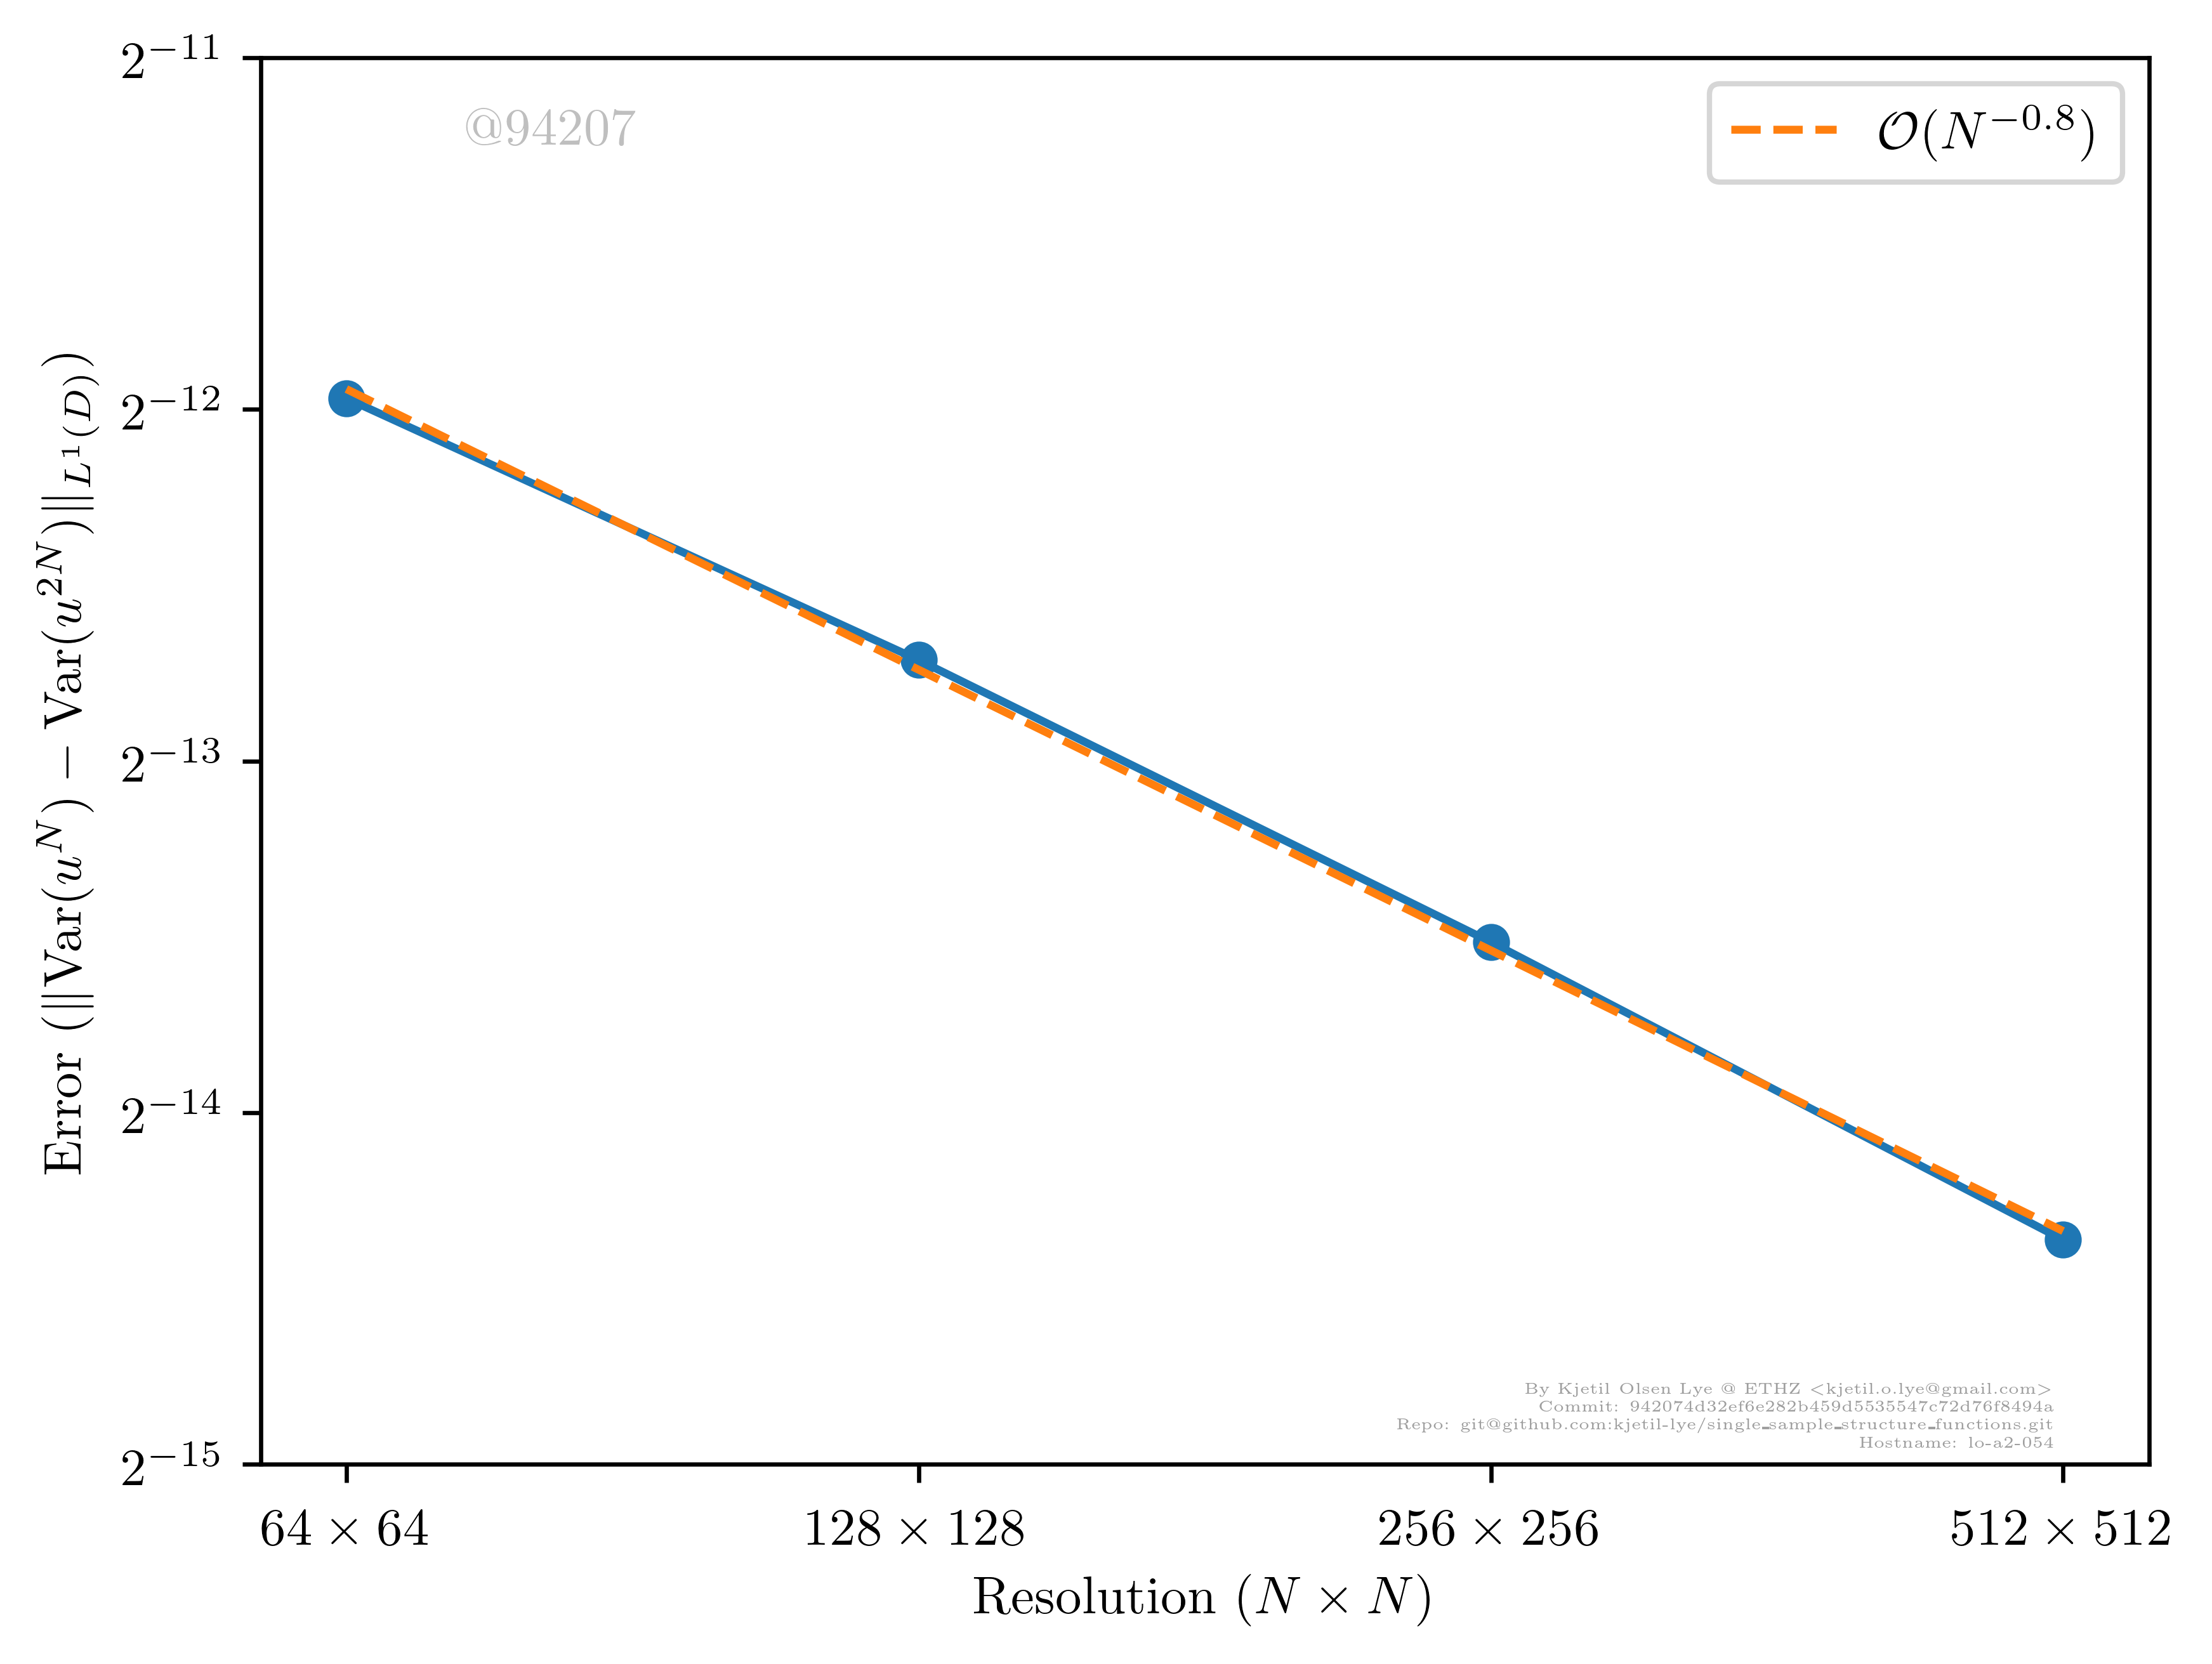 2^{-11}
@94207
\mathcal{O}(N^{-0.8})
2^{-12}
2^{-13}
2^{-14}
2^{-15}
Error (||Var(u^N) − Var(u^{2N})||_{L^1(D)})
By Kjetil Olsen Lye @ ETHZ <kjetil.o.lye@gmail.com>
Commit: 942074d32ef6e282b459d5535547c72d76f8494a
Repo: git@github.com:kjetil-lye/single_sample_structure_functions.git
Hostname: lo-a2-054
64 × 64
128 × 128
256 × 256
512 × 512
Resolution (N × N)